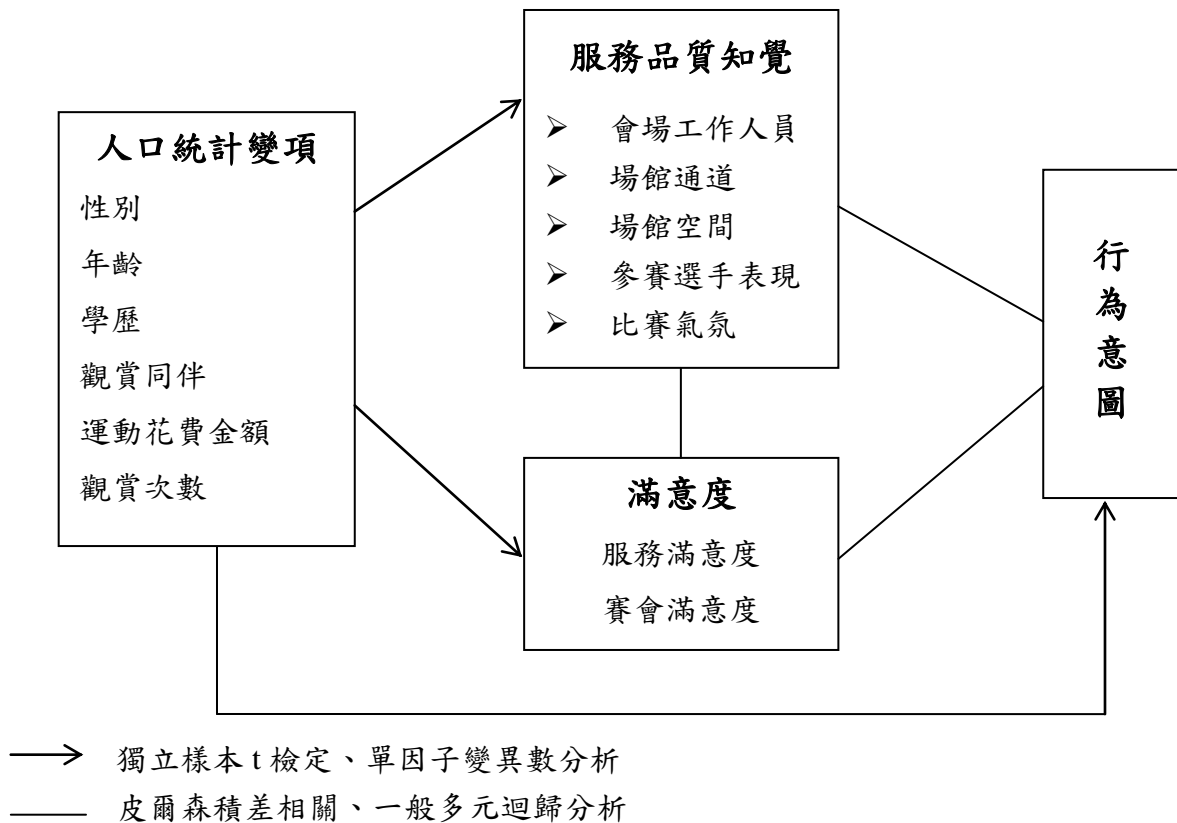 人口統計變項
性別
年齡
學歷
觀賞同伴
運動花費金額
觀賞次數
服務品質知覺
➢ 會場工作人員
➢ 場館通道
➢ 場館空間
➢ 參賽選手表現
➢ 比賽氣氛
滿意度
服務滿意度
賽會滿意度
行
為
意
圖
獨立樣本 t 檢定、單因子變異數分析
皮爾森積差相關、一般多元迴歸分析